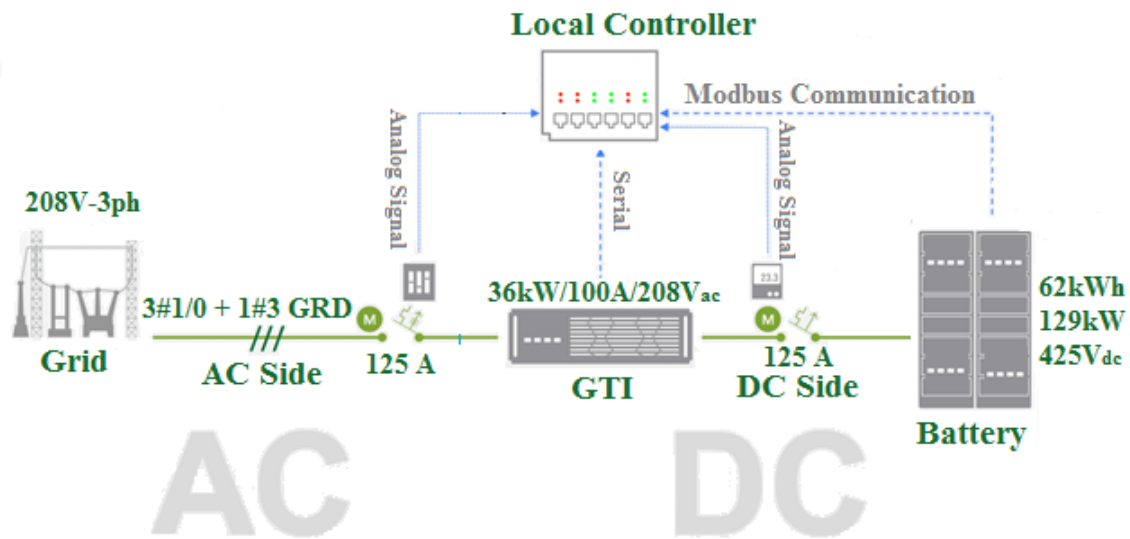 Local Controller
Modbus Communication
Analog Signal
Serial
Analog Signal
208V-3ph
23.3
36kW/100A/208Vac
3#1/0 + 1#3 GRD
M
M
62kWh
129kW
425Vdc
Grid
AC Side
125 A
GTI
125 A
DC Side
Battery
AC
DC